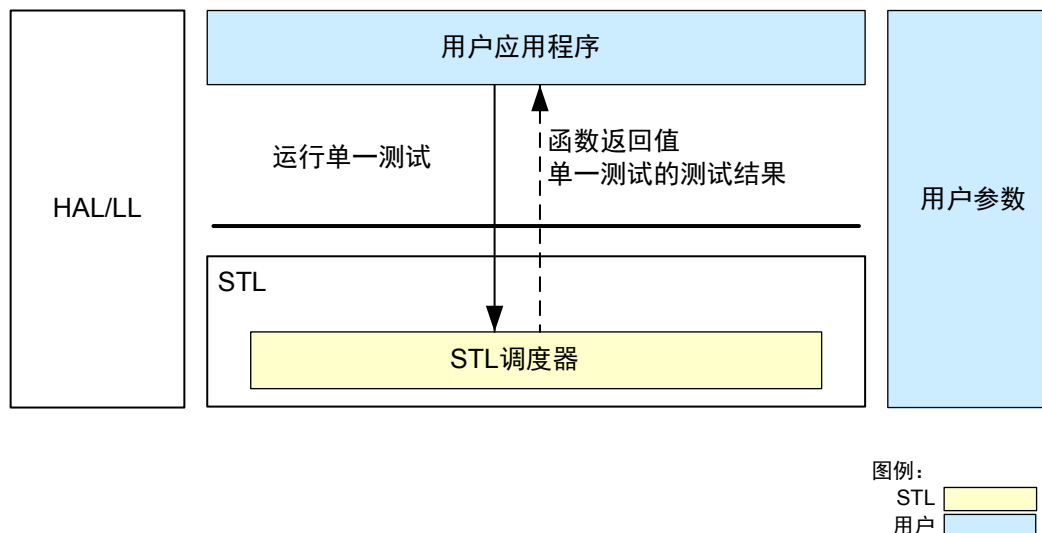 用户应用程序
运行单一测试
函数返回值
单一测试的测试结果
HAL/LL
用户参数
STL
STL调度器
图例：
STL
用户